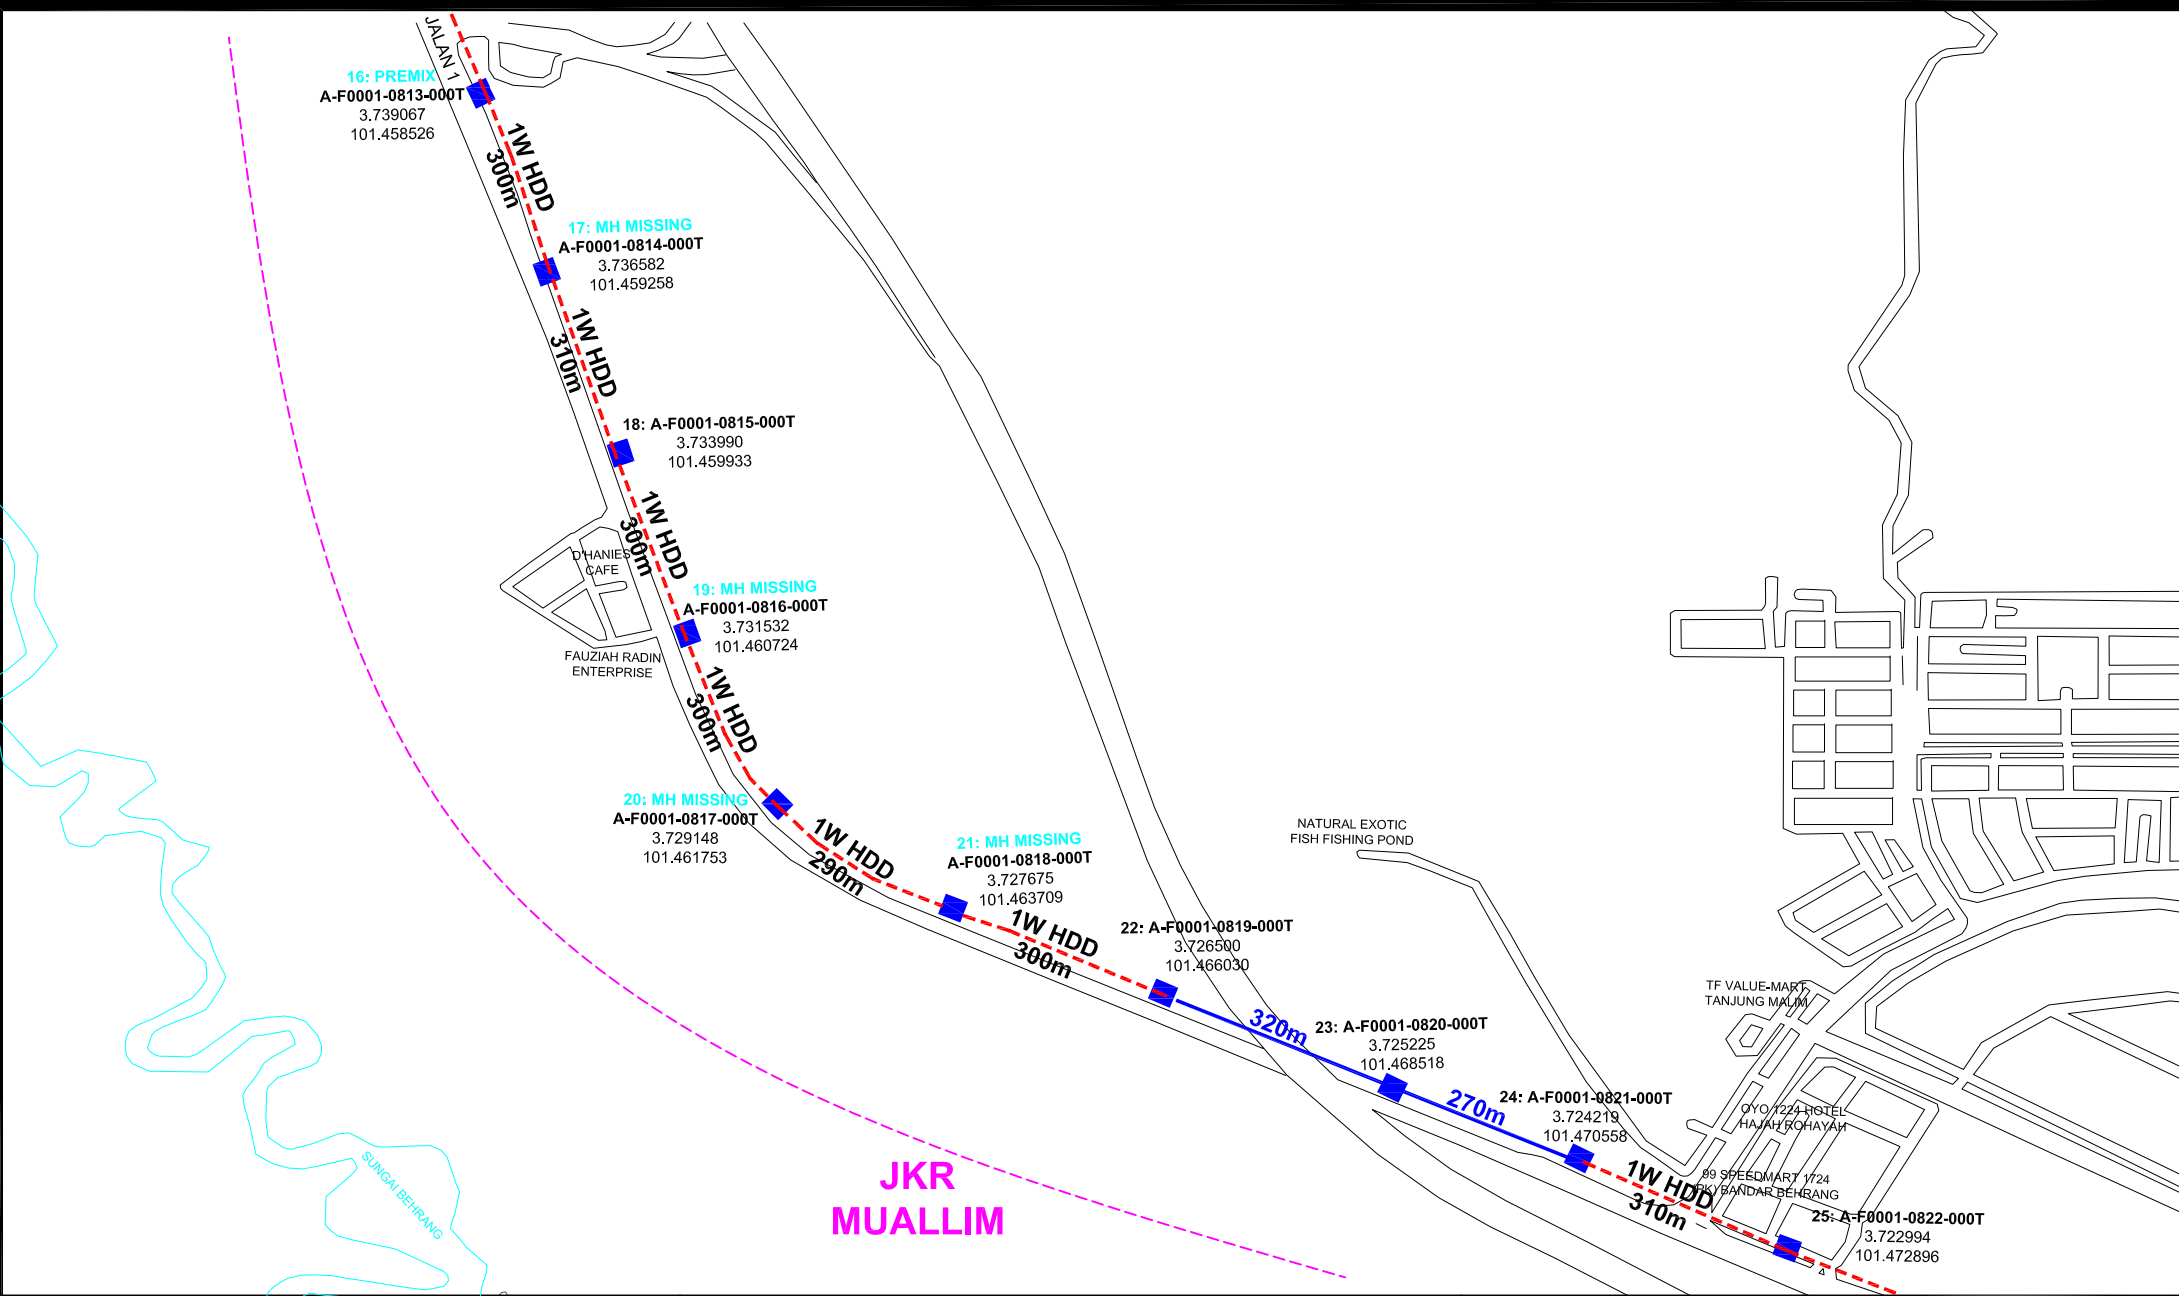 JALAN 1
16: PREMIX
A-F0001-0813-000T
3.739067
101.458526
1W HDD
300m
17: MH MISSING
A-F0001-0814-000T
3.736582
101.459258
1W HDD
310m
18: A-F0001-0815-000T
3.733990
101.459933
1W HDD
300m
D'HANIES
CAFE
19: MH MISSING
A-F0001-0816-000T
3.731532
101.460724
FAUZIAH RADIN
ENTERPRISE
1W HDD
300m
20: MH MISSING
A-F0001-0817-000T
3.729148
101.461753
1W HDD
290m
21: MH MISSING
A-F0001-0818-000T
3.727675
101.463709
1W HDD
300m
NATURAL EXOTIC
FISH FISHING POND
22: A-F0001-0819-000T
3.726500
101.466030
320m
23: A-F0001-0820-000T
3.725225
101.468518
270m
24: A-F0001-0821-000T
3.724219
101.470558
TF VALUE-MART
TANJUNG MALIM
OYO 1224 HOTEL
HAJAH ROHAYAH
99 SPEEDMART 1724
BANDAR BEHRANG
1W HDD
310m
25: A-F0001-0822-000T
3.722994
101.472896
JKR
MUALLIM
SUNGAI BEHRANG